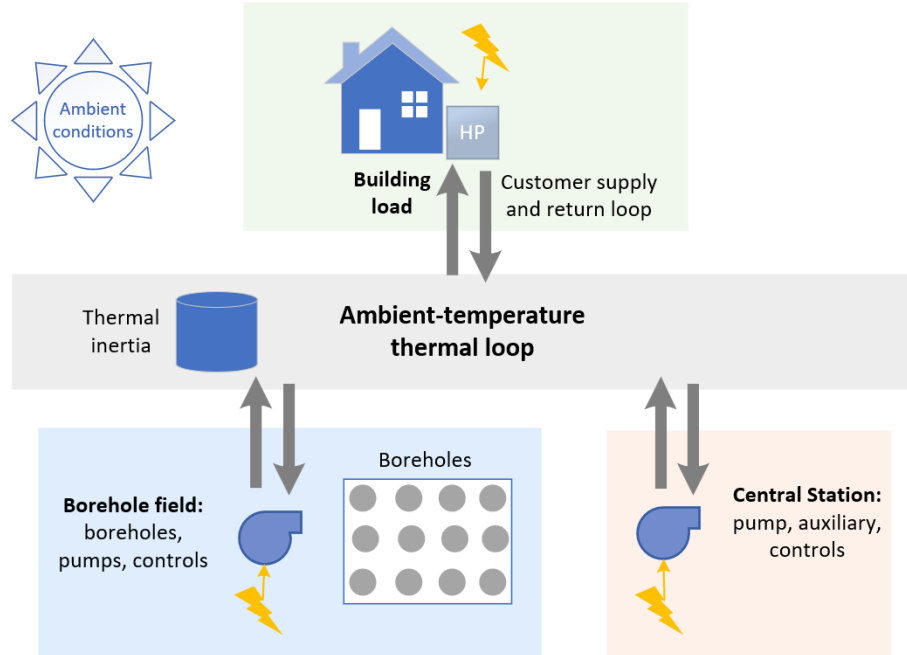 Ambient
conditions
HP
Building
load
Customer supply
and return loop
Thermal
inertia
Ambient-temperature
thermal loop
Borehole field:
boreholes,
pumps, controls
Boreholes
Central Station:
pump, auxiliary,
controls